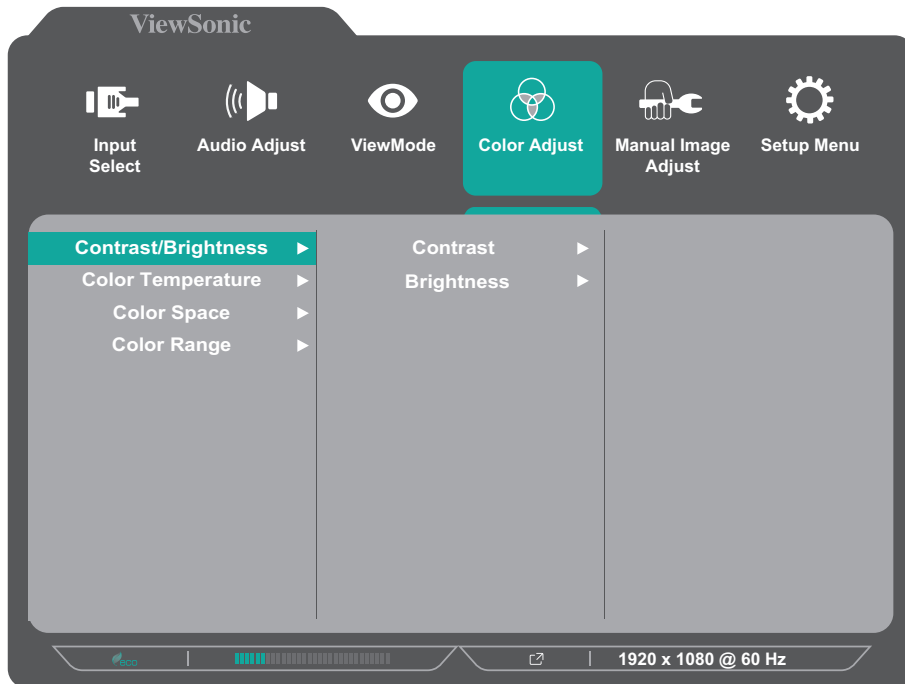 ViewSonic
Input Select
Audio Adjust
ViewMode
Color Adjust
Manual Image Adjust
Setup Menu
Contrast/Brightness
Contrast
Color Temperature
Brightness
Color Space
Color Range
eco
1920 x 1080 @ 60 Hz